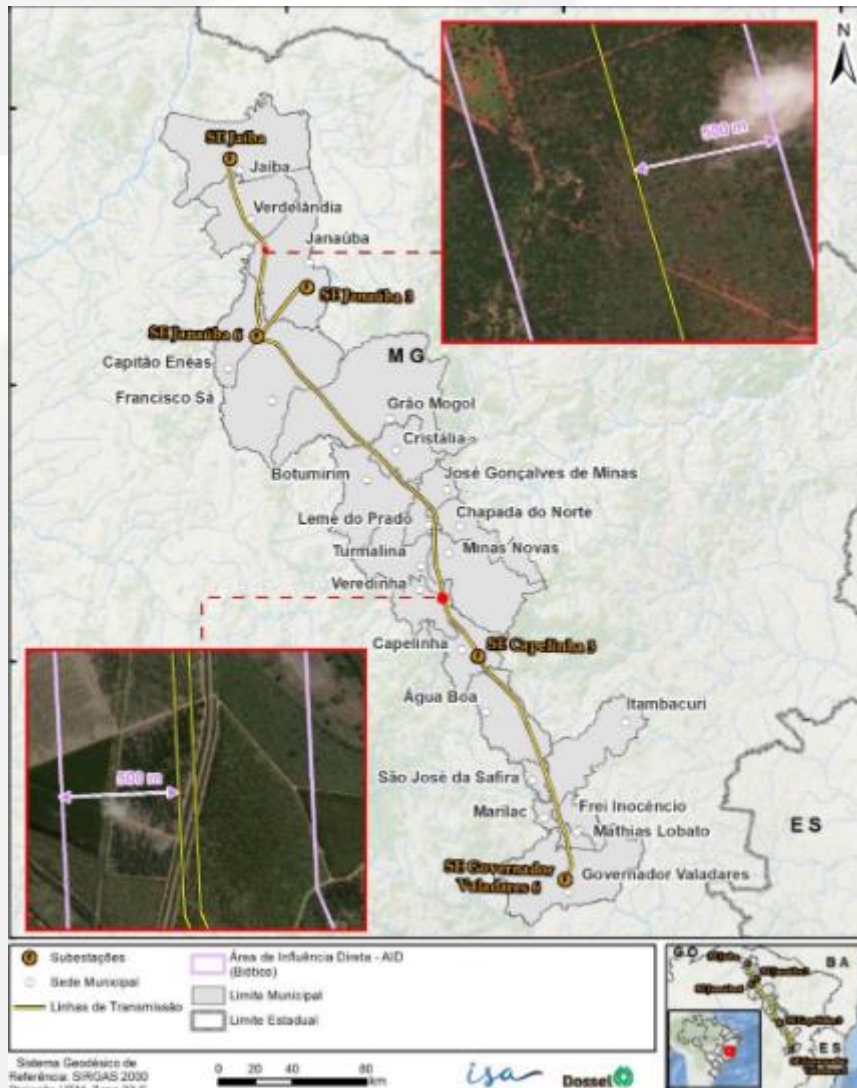 N
500 m
SE Jaíba
Jaíba
Verdelândia
Janaúba
SE Janaúba 3
SE Janaúba 6
MG
Capitão Enéas
Francisco Sá
Grão Mogol
Cristália
Botumirim
José Gonçalves de Minas
Leme do Prado
Chapada do Norte
Turmalina
Minas Novas
Veredinha
Capelinha
SE Capelinha 3
Água Boa
Itambacuri
500 m
São José da Safira
Marilac
Frei Inocêncio
Mathias Lobato
ES
SE Governador
Valadares 6
Governador Valadares
Subestações
Sede Municipal
Linhas de Transmissão
Área de Influência Direta - AID
(Biótico)
Limite Municipal
Limite Estadual
GO
BA
ES
Sistema Geodésico de
Referência: SIRGAS 2000
0 20 40 80
km
isa
Dossel